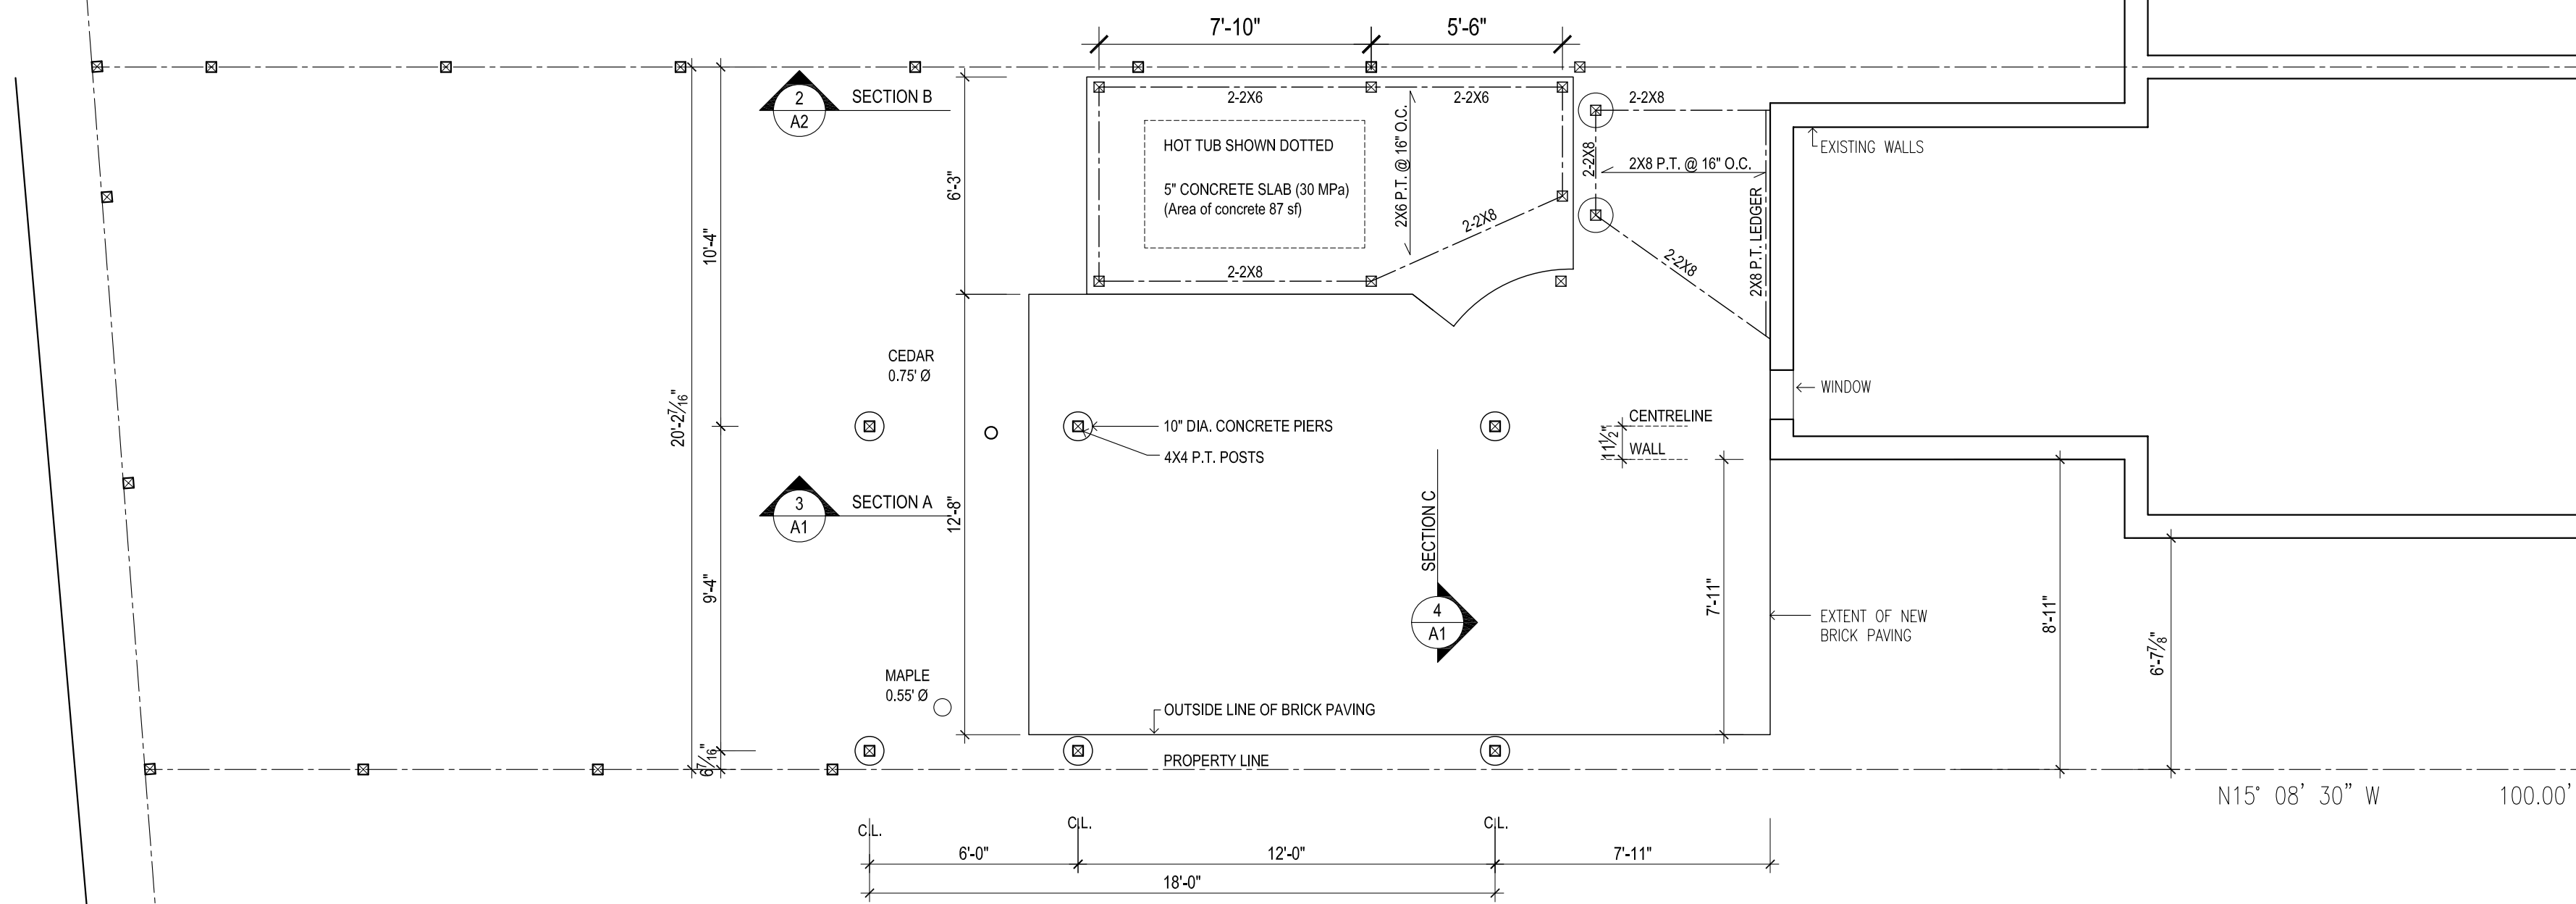 7'-10"
5'-6"
2
A2
SECTION B
2-2X6
2-2X6
2-2X8
HOT TUB SHOWN DOTTED
5" CONCRETE SLAB (30 MPa)
(Area of concrete 87 sf)
2X6 P.T. @ 16" O.C.
2-2X8
2X8 P.T. @ 16" O.C.
EXISTING WALLS
6'-3"
10'-4"
2-2X8
2-2X8
2-2X8
2X8 P.T. LEDGER
CEDAR
0.75' Ø
WINDOW
20'-2 7/16"
10" DIA. CONCRETE PIERS
4X4 P.T. POSTS
CENTRELINE
11 1/2"
WALL
3
A1
SECTION A
12'-8"
SECTION C
9'-4"
4
A1
7'-11"
EXTENT OF NEW
BRICK PAVING
8'-11"
6'-7 7/8"
MAPLE
0.55' Ø
OUTSIDE LINE OF BRICK PAVING
6 7/16"
PROPERTY LINE
N15° 08' 30" W
100.00'
C.L.
C.L.
C.L.
6'-0"
12'-0"
7'-11"
18'-0"